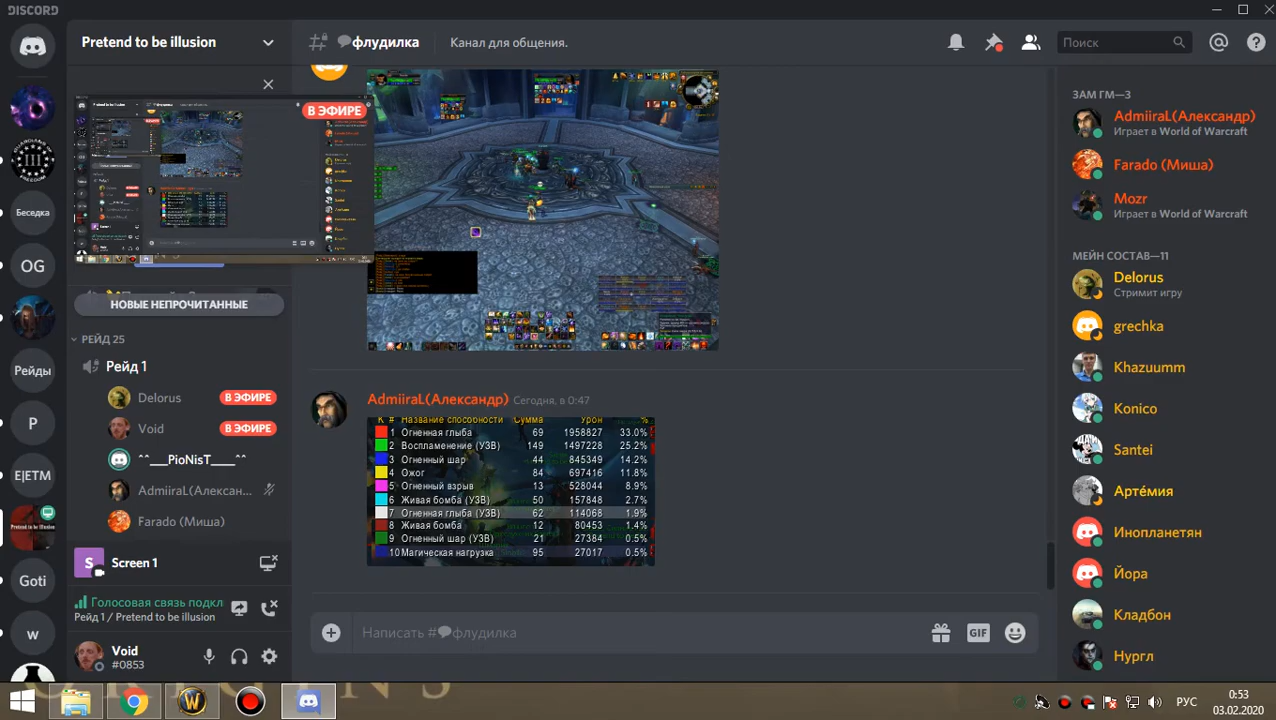 DISCORD
Pretend to be illusion
флудилка
Канал для общения.
Поиск
В ЭФИРЕ
НОВЫЕ НЕПРОЧИТАННЫЕ
РЕЙД 25
Рейд 1
Delorus
В ЭФИРЕ
Void
В ЭФИРЕ
^^___PioNisT____^^
AdmiiraL(Алексан...
Farado (Миша)
S
Screen 1
Голосовая связь подкл
Рейд 1 / Pretend to be illusion
Void
#0853
III
Беседка
OG
Рейды
P
E|ETM
Pretend to be illusion
Goti
w
AdmiiraL(Александр) Сегодня, в 0:47
К # Название способности Сумма Урон %
1 Огненная глыба 69 1958827 33.0%
2 Воспламенение (УЗВ) 149 1497228 25.2%
3 Огненный шар 44 845349 14.2%
4 Ожог 84 697416 11.8%
5 Огненный взрыв 13 528044 8.9%
6 Живая бомба (УЗВ) 50 157848 2.7%
7 Огненная глыба (УЗВ) 62 114068 1.9%
8 Живая бомба 12 80453 1.4%
9 Огненный шар (УЗВ) 21 27384 0.5%
10 Магическая нагрузка 95 27017 0.5%
Написать #флудилка
GIF
ЗАМ ГМ—3
AdmiiraL(Александр)
Играет в World of Warcraft
Farado (Миша)
Mozr
Играет в World of Warcraft
МЕЙН СОСТАВ—11
Delorus
Стримит игру
grechka
Khazuumm
Konico
Santei
Артёмия
Инопланетян
Йора
Кладбон
Нургл
РУС
0:53
03.02.2020